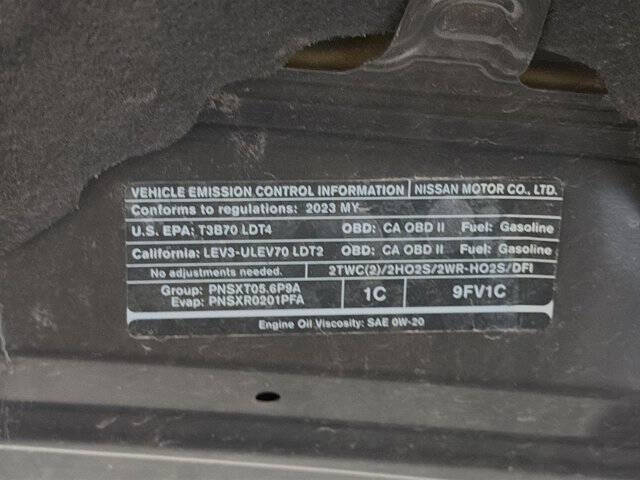 VEHICLE EMISSION CONTROL INFORMATION NISSAN MOTOR CO., LTD.
Conforms to regulations: 2023 MY
U.S. EPA: T3B70 LDT4 OBD: CA OBD II Fuel: Gasoline
California: LEV3-ULEV70 LDT2 OBD: CA OBD II Fuel: Gasoline
No adjustments needed. 2TWC(2)/2HO2S/2WR-HO2S/DFI
Group: PNSXT05.6P9A
Evap: PNSXR0201PFA
1C 9FV1C
Engine Oil Viscosity: SAE 0W-20